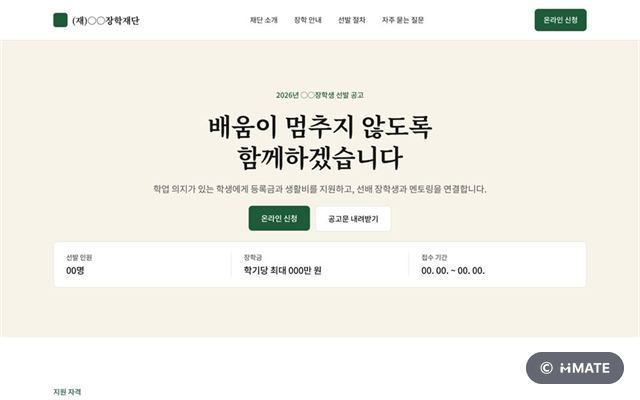 (재)○○장학재단
재단 소개
장학 안내
선발 절차
자주 묻는 질문
온라인 신청
2026년 ○○장학생 선발 공고
배움이 멈추지 않도록
함께하겠습니다
학업 의지가 있는 학생에게 등록금과 생활비를 지원하고, 선배 장학생과 멘토링을 연결합니다.
온라인 신청
공고문 내려받기
선발 인원
00명
장학금
학기당 최대 000만 원
접수 기간
00. 00. ~ 00. 00.
© MMATE
지원 자격